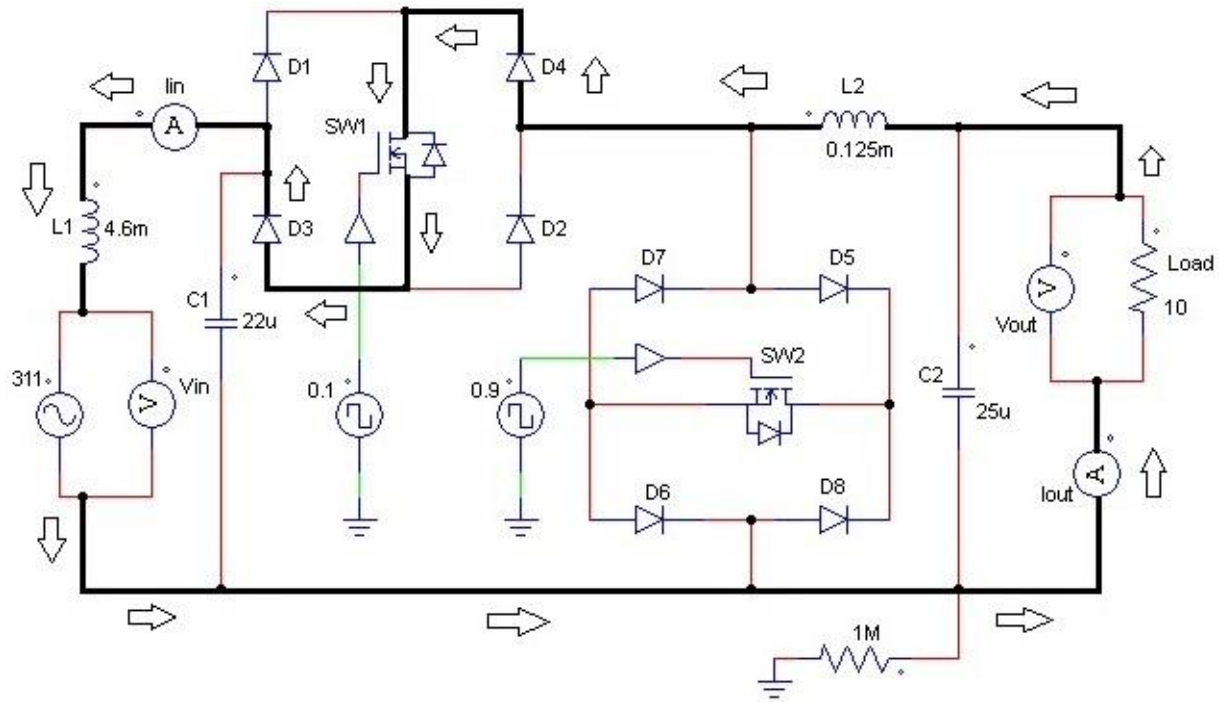 Iin
A
D1
D4
SW1
L2
0.125m
L1
4.6m
D3
D2
C1
22u
D7
D5
Load
10
V
Vout
311
V
Vin
0.1
0.9
SW2
C2
25u
D6
D8
A
Iout
1M